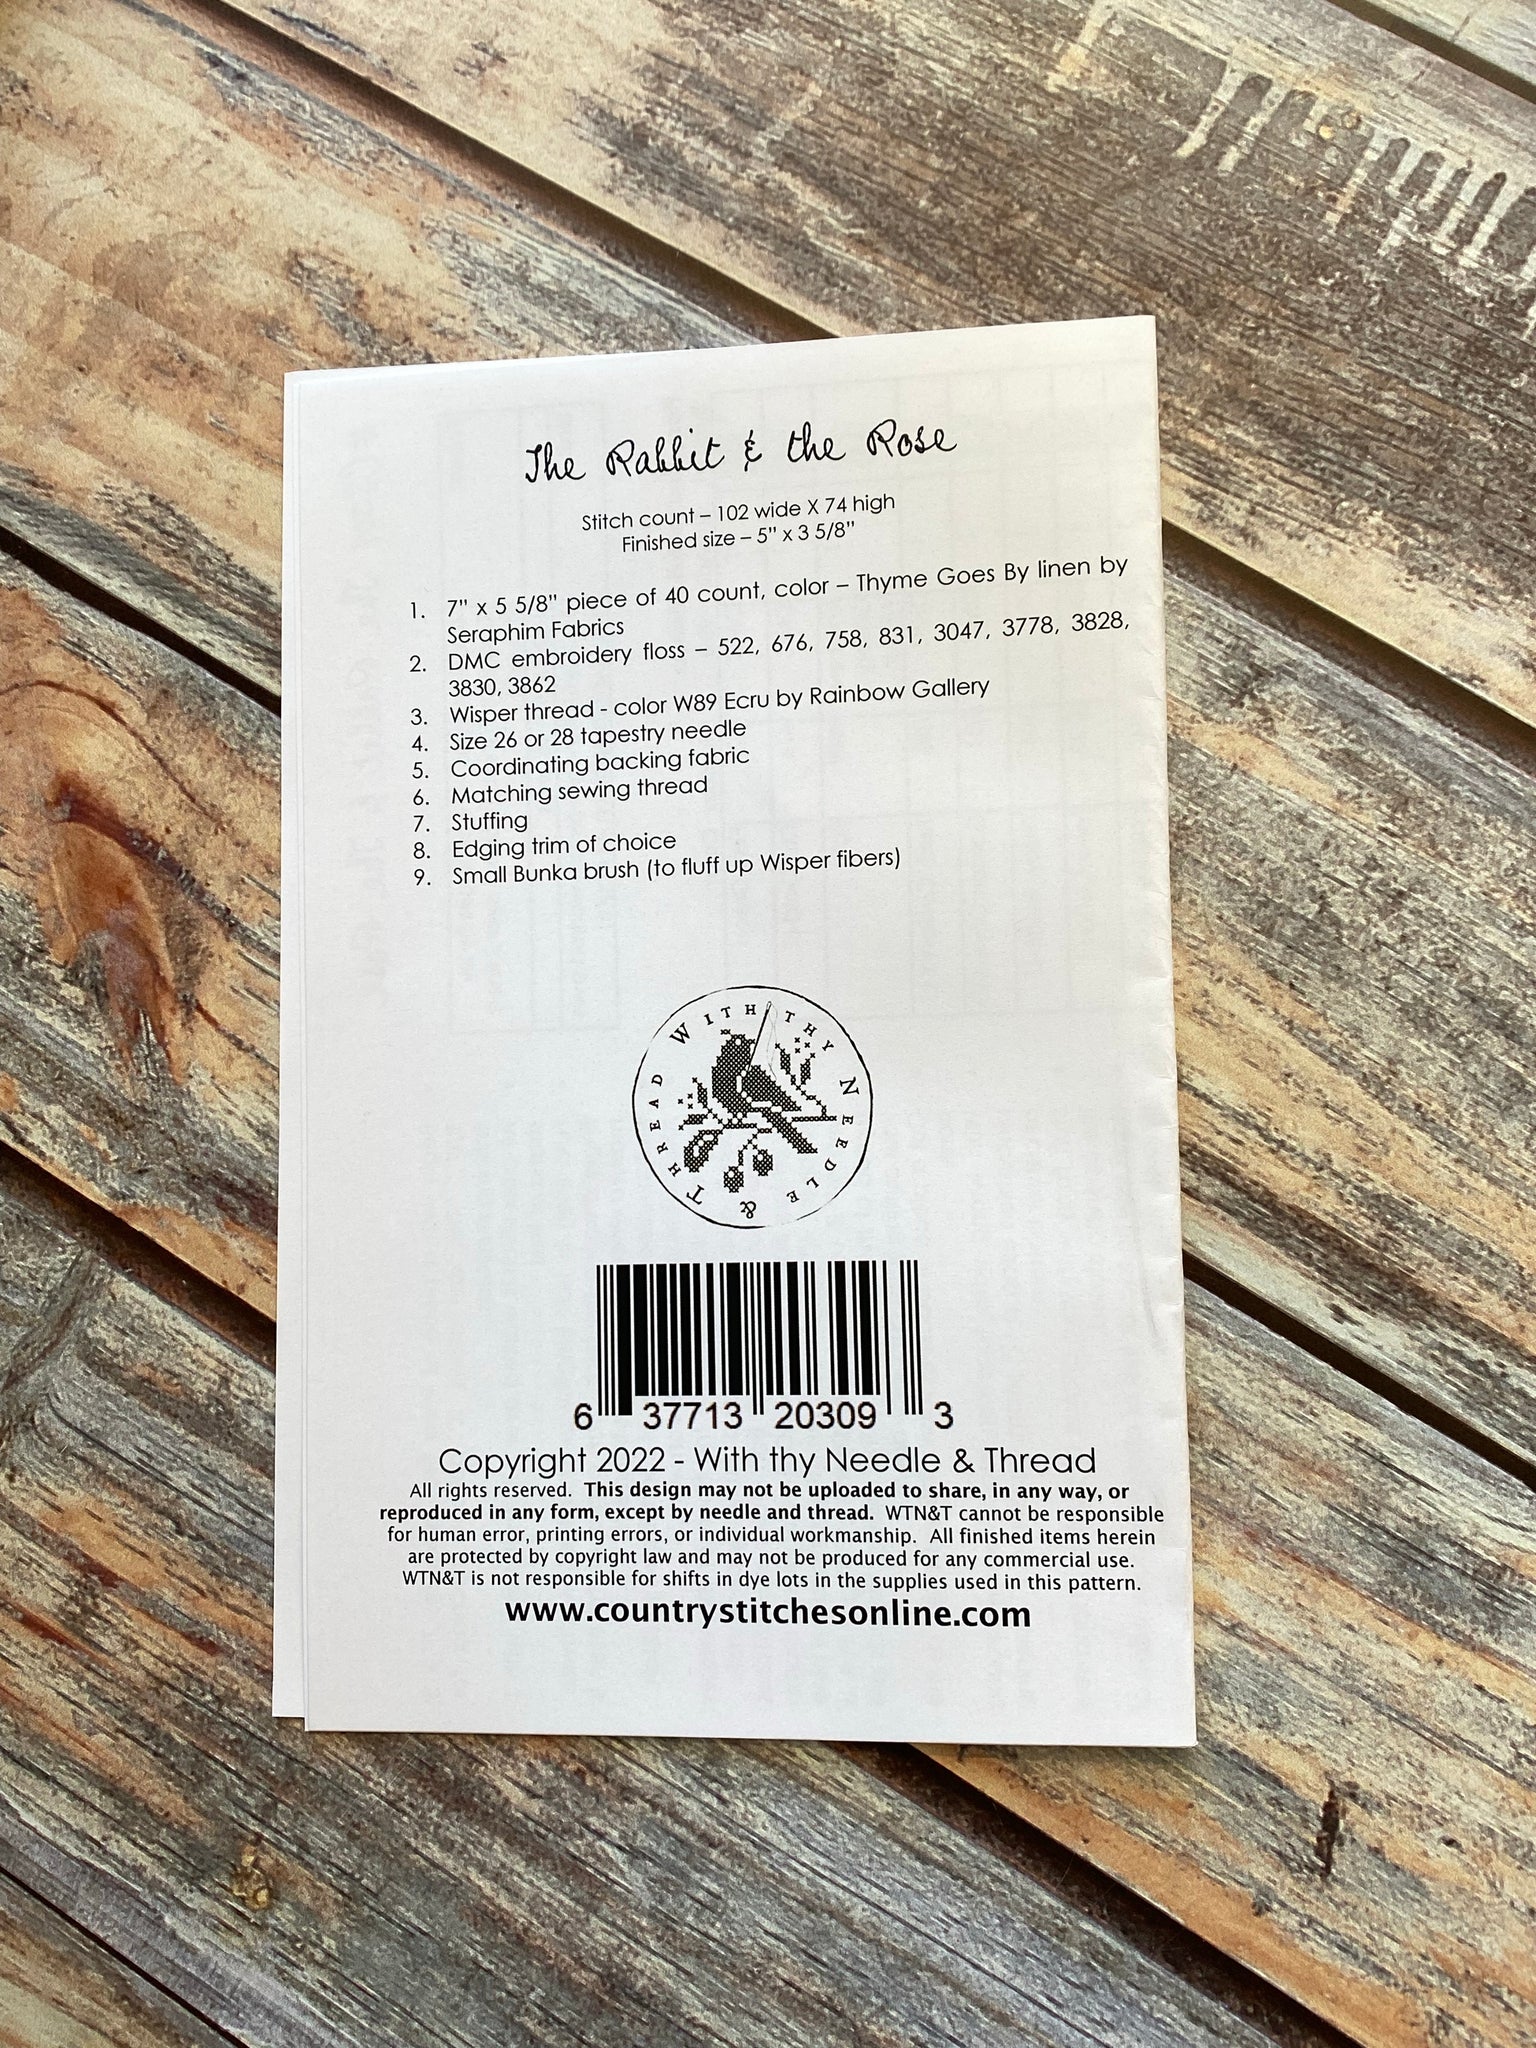 The Rabbit & the Rose
Stitch count – 102 wide X 74 high
Finished size – 5" x 3 5/8"
1. 7" x 5 5/8" piece of 40 count, color – Thyme Goes By linen by
Seraphim Fabrics
2. DMC embroidery floss – 522, 676, 758, 831, 3047, 3778, 3828,
3830, 3862
3. Wisper thread - color W89 Ecru by Rainbow Gallery
4. Size 26 or 28 tapestry needle
5. Coordinating backing fabric
6. Matching sewing thread
7. Stuffing
8. Edging trim of choice
9. Small Bunka brush (to fluff up Wisper fibers)
WITH THY NEEDLE & THREAD
6 37713 20309 3
Copyright 2022 - With thy Needle & Thread
All rights reserved. This design may not be uploaded to share, in any way, or
reproduced in any form, except by needle and thread. WTN&T cannot be responsible
for human error, printing errors, or individual workmanship. All finished items herein
are protected by copyright law and may not be produced for any commercial use.
WTN&T is not responsible for shifts in dye lots in the supplies used in this pattern.
www.countrystitchesonline.com